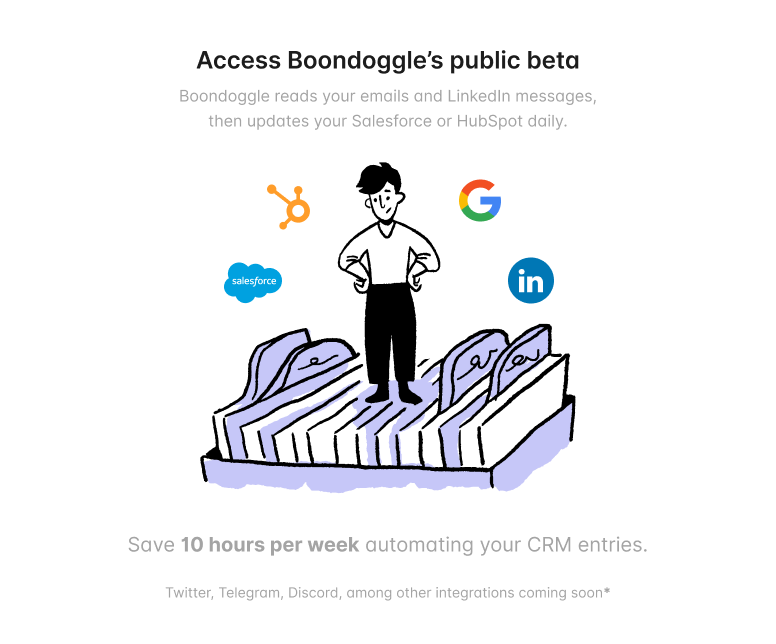 Access Boondoggle’s public beta
Boondoggle reads your emails and LinkedIn messages,
then updates your Salesforce or HubSpot daily.
salesforce
in
Save 10 hours per week automating your CRM entries.
Twitter, Telegram, Discord, among other integrations coming soon*